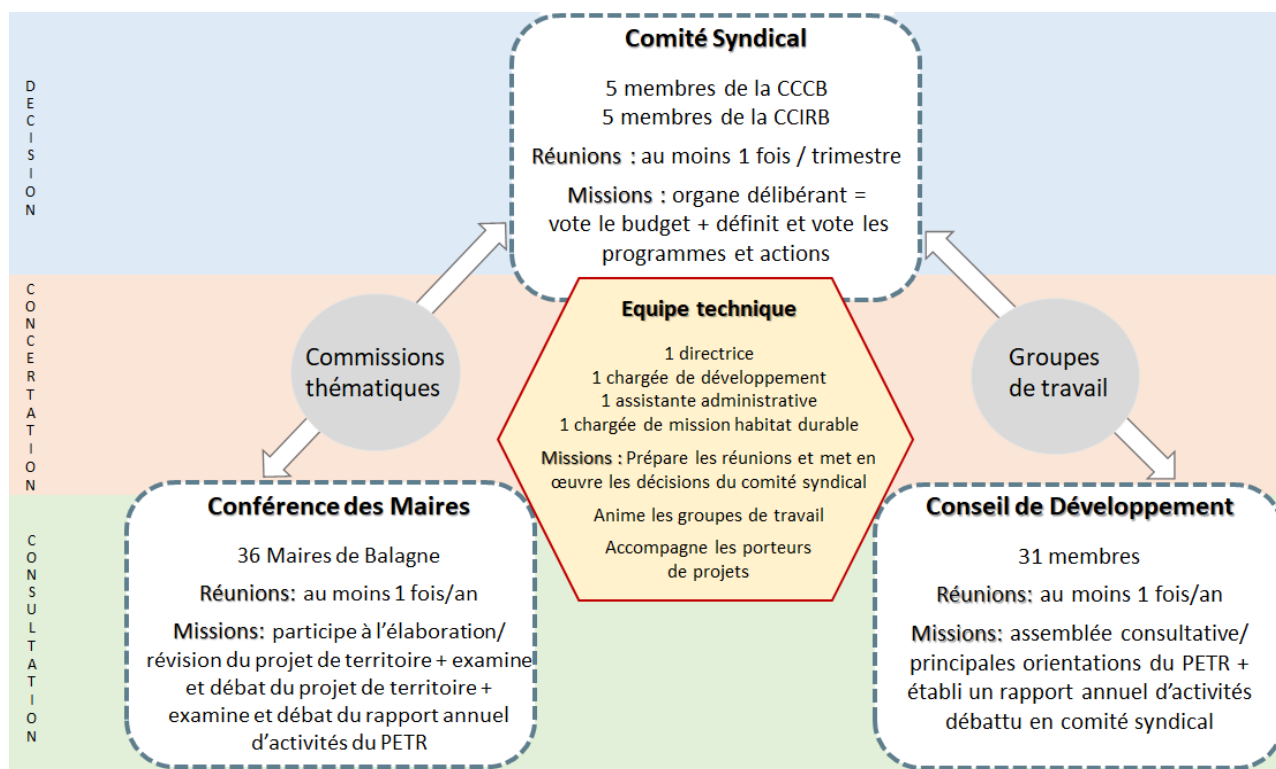 DECISION
Comité Syndical
5 membres de la CCCB
5 membres de la CCIRB
Réunions : au moins 1 fois / trimestre
Missions : organe délibérant =
vote le budget + définit et vote les
programmes et actions
CONCERTATION
Commissions
thématiques
Equipe technique
1 directrice
1 chargée de développement
1 assistante administrative
1 chargée de mission habitat durable
Missions : Prépare les réunions et met en
œuvre les décisions du comité syndical
Anime les groupes de travail
Accompagne les porteurs
de projets
Groupes
de travail
CONSULTATION
Conférence des Maires
36 Maires de Balagne
Réunions: au moins 1 fois/an
Missions: participe à l’élaboration/
révision du projet de territoire + examine
et débat du projet de territoire +
examine et débat du rapport annuel
d’activités du PETR
Conseil de Développement
31 membres
Réunions: au moins 1 fois/an
Missions: assemblée consultative/
principales orientations du PETR +
établi un rapport annuel d’activités
débattu en comité syndical